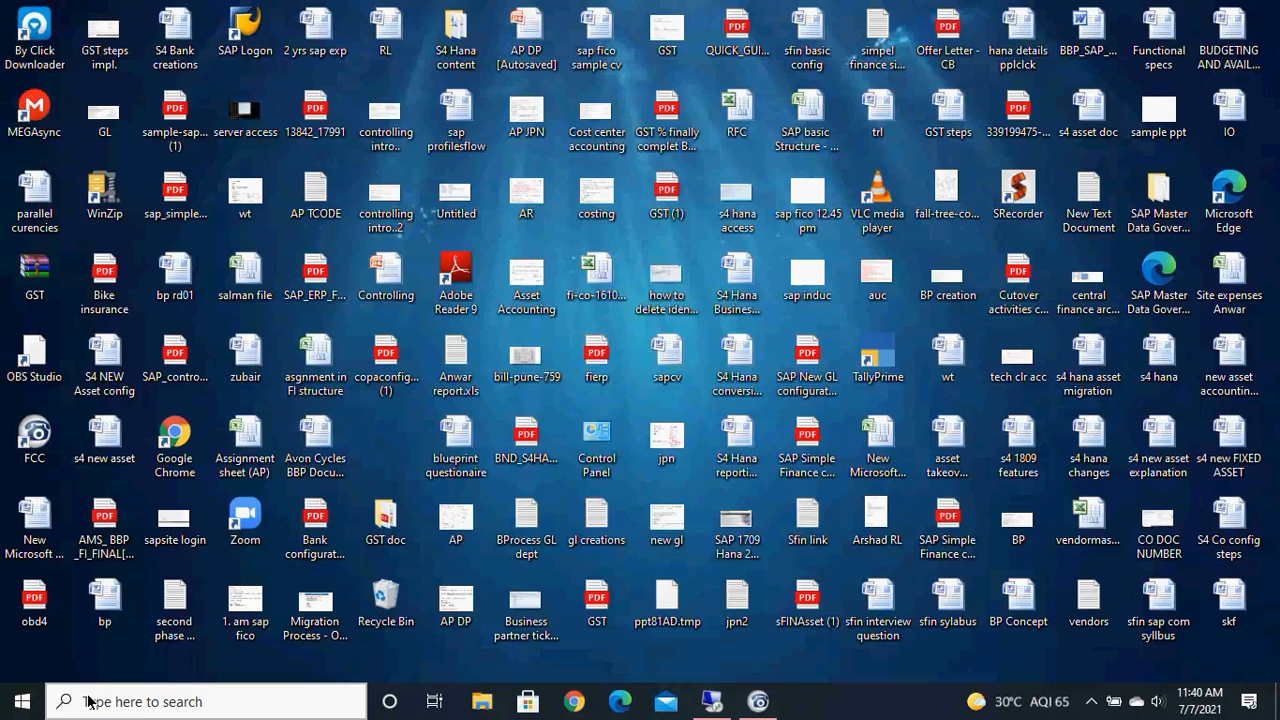 By Click
Downloader
GST steps
impl.
S4 Bank
creations
SAP Logon
2 yrs sap exp
RL
S4 Hana
content
AP DP
[Autosaved]
sap fico
sample cv
GST
QUICK_GUI...
sfin basic
config
simpel
finance si...
Offer Letter -
CB
hana details
pplclck
BBP_SAP_...
Functional
specs
BUDGETING
AND AVAIL...
MEGAsync
GL
sample-sap...
(1)
server access
13842_17991
controlling
intro..
sap
profilesflow
AP JPN
Cost center
accounting
GST % finally
complet B...
RFC
SAP basic
Structure - ...
trl
GST steps
339199475-...
s4 asset doc
sample ppt
IO
parallel
curencies
WinZip
sap_simple...
wt
AP TCODE
controlling
intro..2
Untitled
AR
costing
GST (1)
s4 hana
access
sap fico 12.45
pm
VLC media
player
fall-tree-co...
SRecorder
New Text
Document
SAP Master
Data Gover...
Microsoft
Edge
GST
Bike
insurance
bp rd01
salman file
SAP_ERP_F...
Controlling
Adobe
Reader 9
Asset
Accounting
fi-co-1610...
how to
delete iden...
S4 Hana
Business...
sap induc
auc
BP creation
Cutover
activities c...
central
finance arc...
SAP Master
Data Gover...
Site expenses
Anwar
OBS Studio
S4 NEW
Asset config
SAP_contro...
zubair
asgnment in
FI structure
copaconfig...
(1)
Anwar
report.xls
bill-pune-759
fierp
sapcv
S4 Hana
conversi...
SAP New GL
configurat...
TallyPrime
wt
tech clr acc
s4 hana asset
migration
s4 hana
new asset
accountin...
FCC
s4 new asset
Google
Chrome
Assignment
sheet (AP)
Avon Cycles
BBP Docu...
blueprint
questionaire
BND_S4HA...
Control
Panel
jpn
S4 Hana
reporti...
SAP Simple
Finance c...
New
Microsoft...
asset
takeov...
s4 1809
features
s4 hana
changes
s4 new asset
explanation
s4 new FIXED
ASSET
New
Microsoft ...
AMS_ BBP
_FI_FINAL[...
sapsite login
Zoom
Bank
configurat...
GST doc
AP
BProcess GL
dept
gl creations
new gl
SAP 1709
Hana 2...
Sfin link
Arshad RL
SAP Simple
Finance c...
BP
vendormas...
CO DOC
NUMBER
S4 Co config
steps
obd4
bp
second
phase ...
1. am sap
fico
Migration
Process - O...
Recycle Bin
AP DP
Business
partner tick...
GST
ppt81AD.tmp
jpn2
sFINAsset (1)
sfin interview
question
sfin sylabus
BP Concept
vendors
sfin sap com
syllbus
skf
Type here to search
30°C AQI 65
11:40 AM
7/7/2021